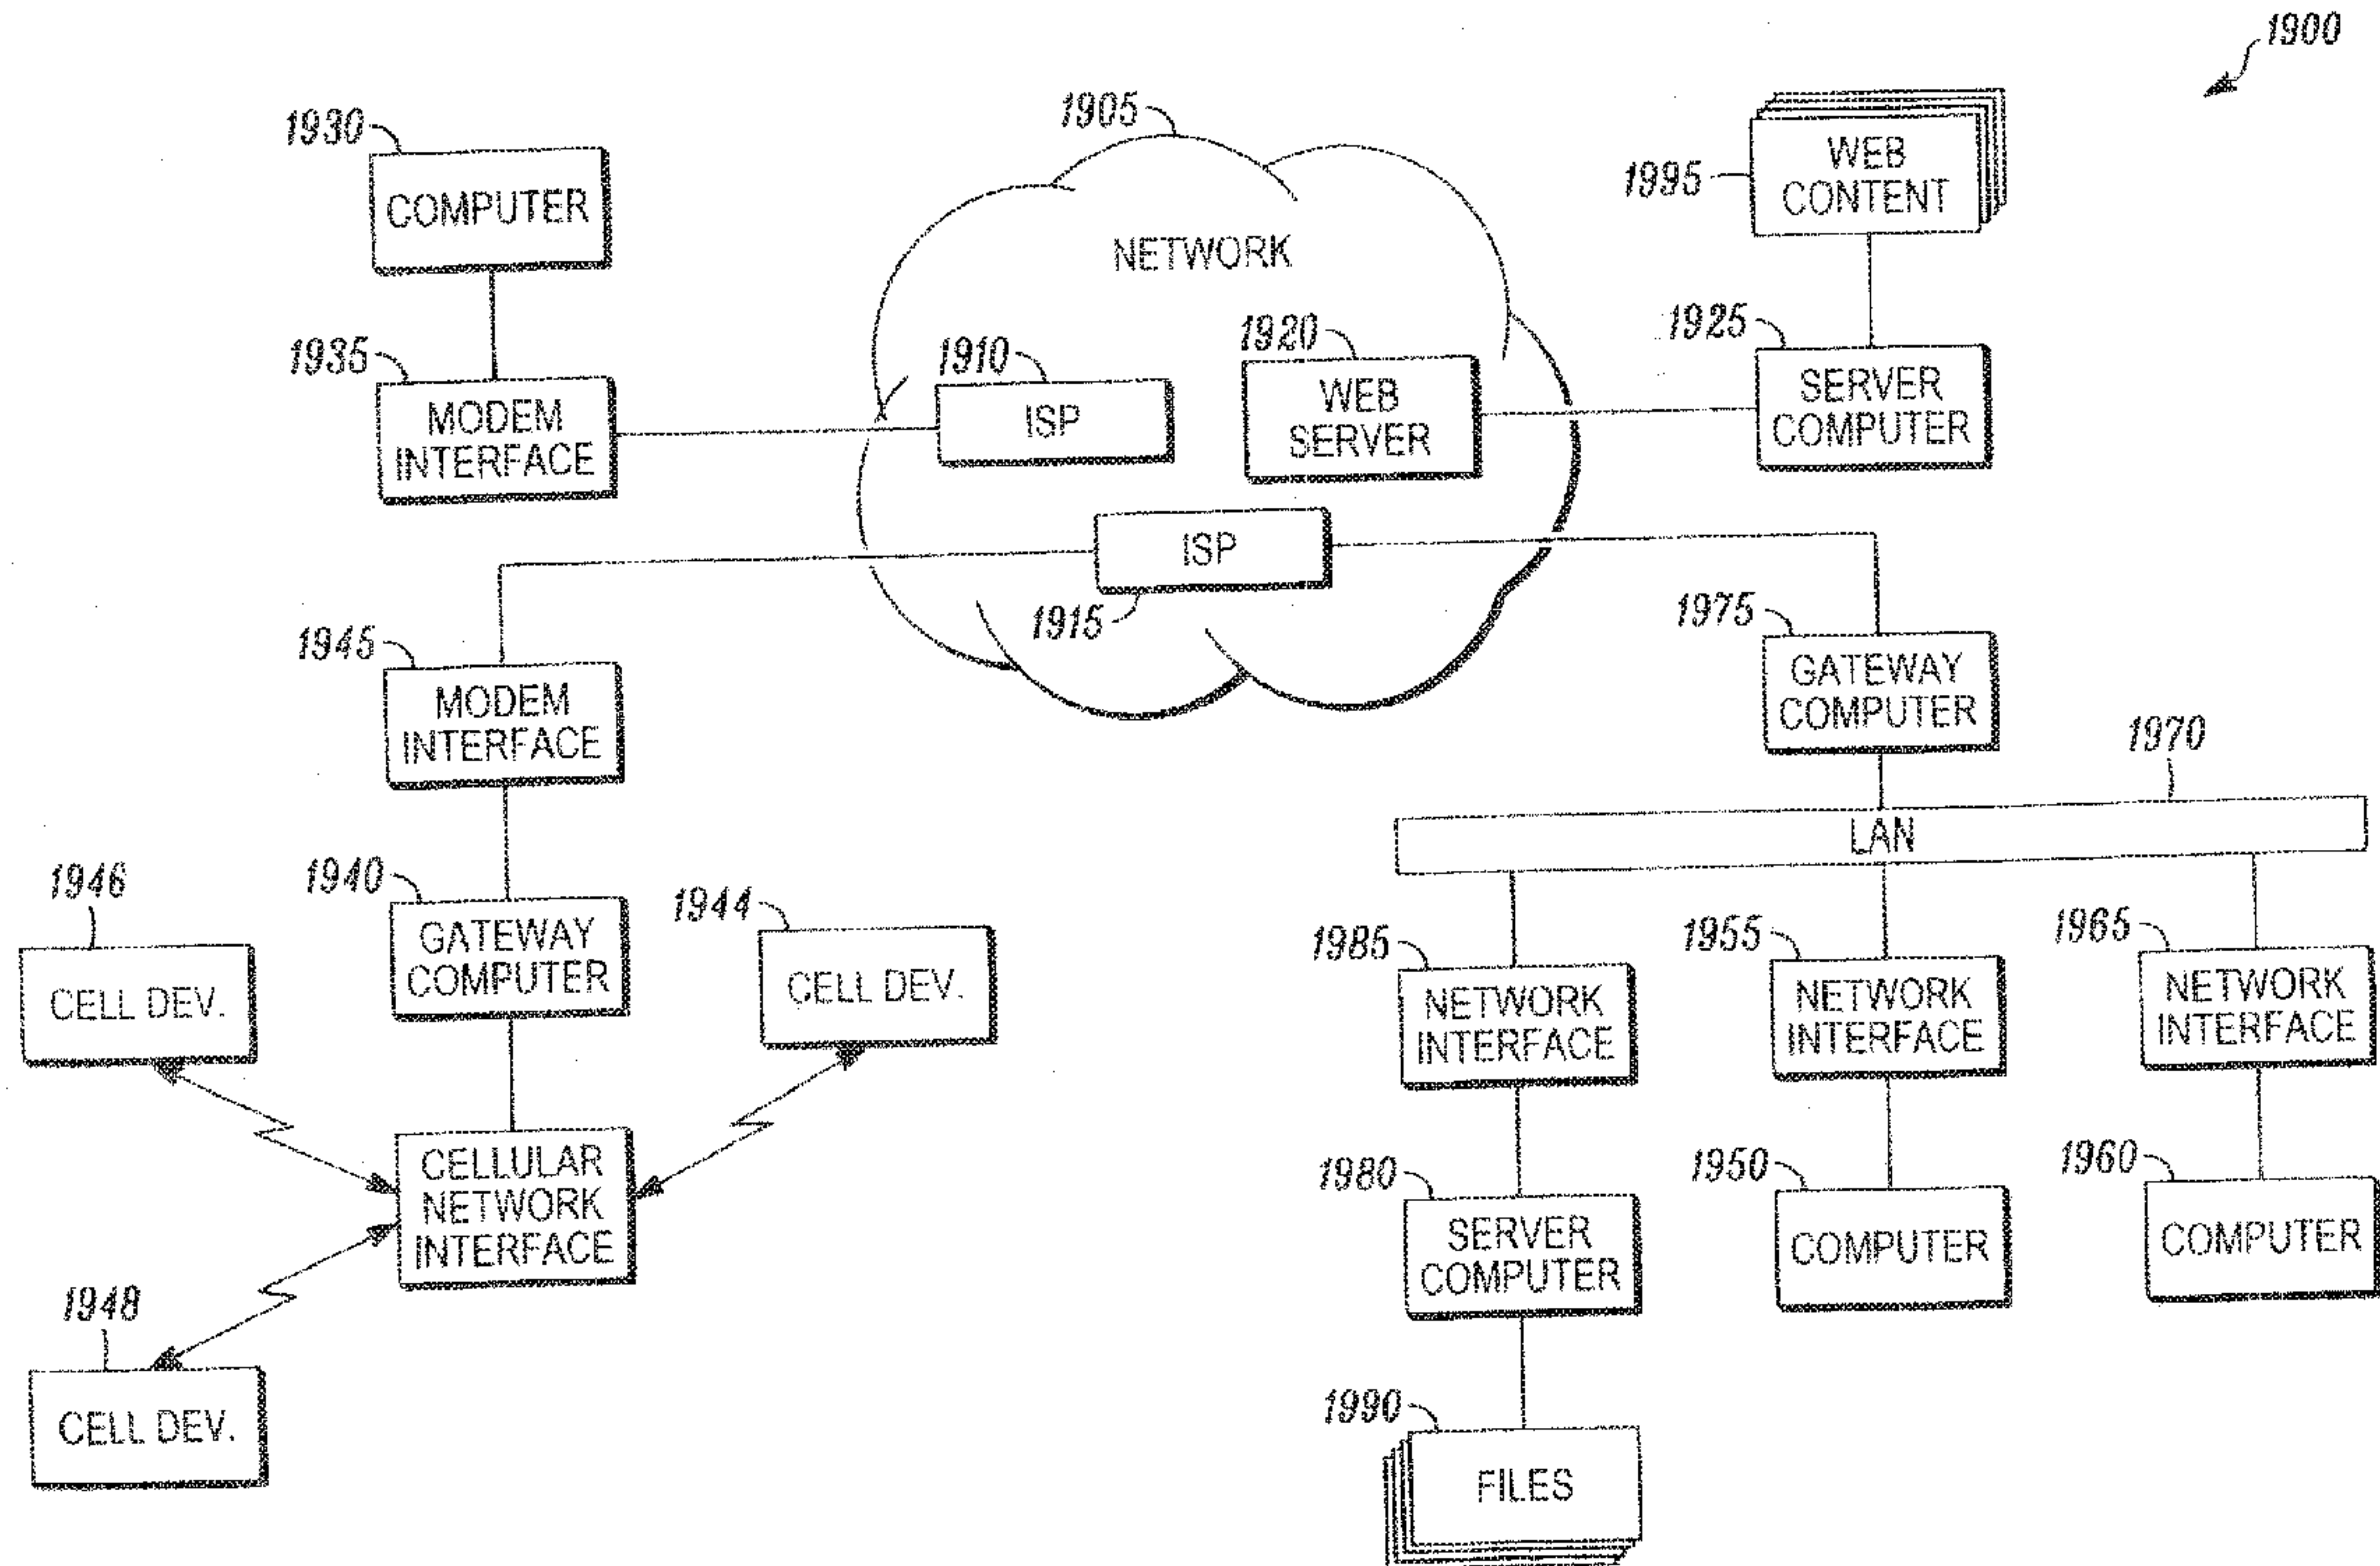 1900
1905
1930
COMPUTER
1995
WEB
CONTENT
NETWORK
1935
MODEM
INTERFACE
1910
ISP
1920
WEB
SERVER
1925
SERVER
COMPUTER
ISP
1915
1945
MODEM
INTERFACE
1975
GATEWAY
COMPUTER
1970
LAN
1946
CELL DEV.
1940
GATEWAY
COMPUTER
1944
CELL DEV.
1985
NETWORK
INTERFACE
1955
NETWORK
INTERFACE
1965
NETWORK
INTERFACE
CELLULAR
NETWORK
INTERFACE
1980
SERVER
COMPUTER
1950
COMPUTER
1960
COMPUTER
1948
CELL DEV.
1990
FILES